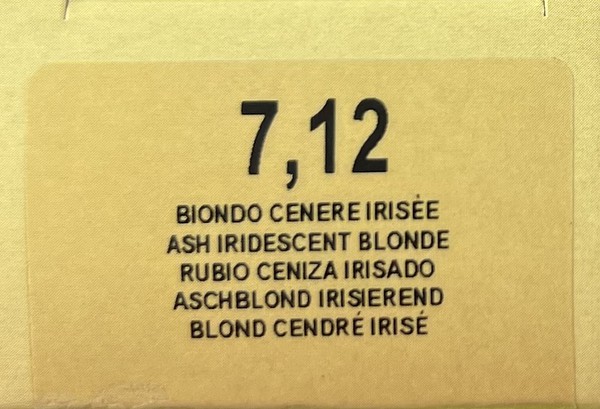 7,12
BIONDO CENERE IRISÉE
ASH IRIDESCENT BLONDE
RUBIO CENIZA IRISADO
ASCHBLOND IRISIEREND
BLOND CENDRÉ IRISÉ